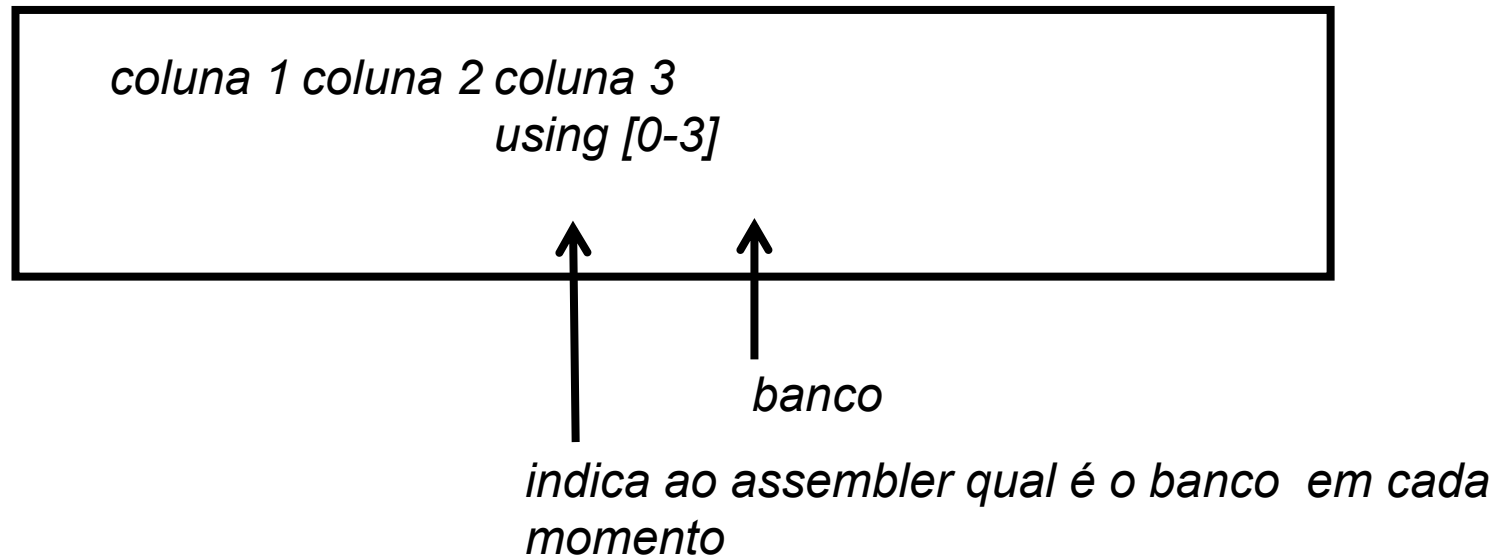 coluna 1 coluna 2 coluna 3
using [0-3]
banco
indica ao assembler qual é o banco em cada
momento